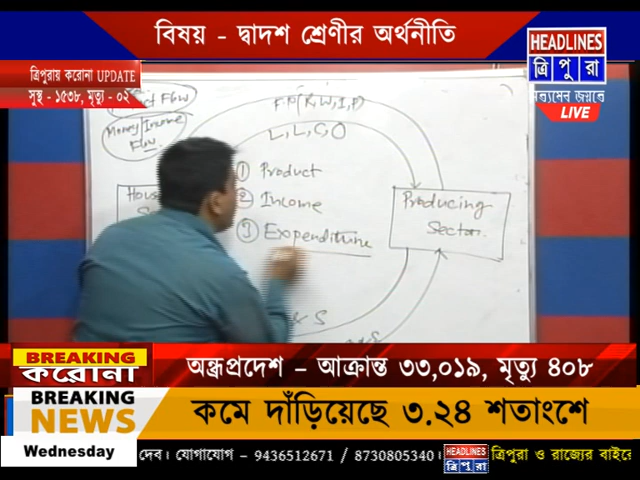 বিষয় - দ্বাদশ শ্রেণীর অর্থনীতি
HEADLINES
ত্রিপুরা
LIVE
ত্রিপুরায় করোনা UPDATE
সুস্থ - ১৫৩৮, মৃত্যু - ০২
Flow
Money/Income
Flow
F.P(R,W,I,P)
L,L,C,O
① Product
② Income
③ Expenditure
Producing
Sector.
& S
& S
BREAKING
করোনা
অন্ধ্রপ্রদেশ – আক্রান্ত ৩৩,০১৯, মৃত্যু ৪০৮
BREAKING
NEWS
কমে দাঁড়িয়েছে ৩.২৪ শতাংশে
Wednesday
দেব। যোগাযোগ - 9436512671 / 8730805340।
HEADLINES
ত্রিপুরা
ত্রিপুরা ও রাজ্যের বাইরে